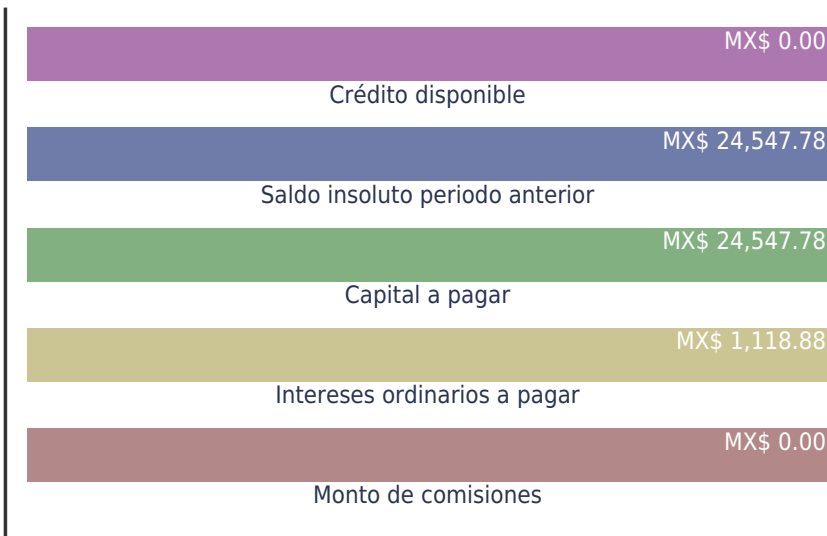 MX$ 0.00
Crédito disponible
MX$ 24,547.78
Saldo insoluto periodo anterior
MX$ 24,547.78
Capital a pagar
MX$ 1,118.88
Intereses ordinarios a pagar
MX$ 0.00
Monto de comisiones